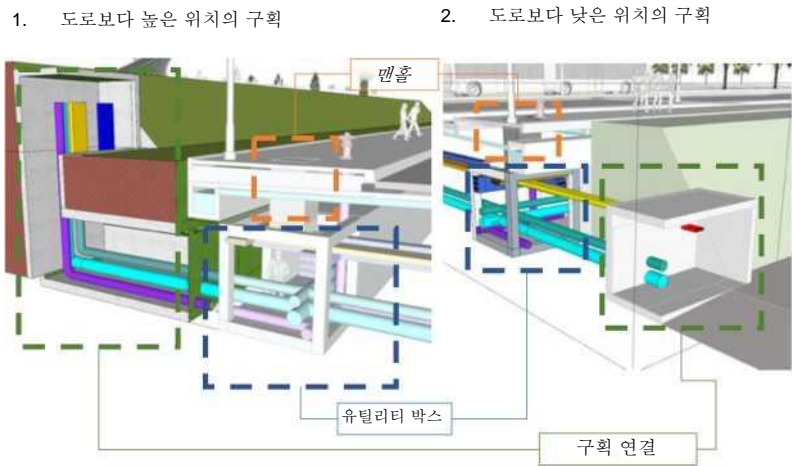 1. 도로보다 높은 위치의 구획
2. 도로보다 낮은 위치의 구획
맨홀
유틸리티 박스
구획 연결